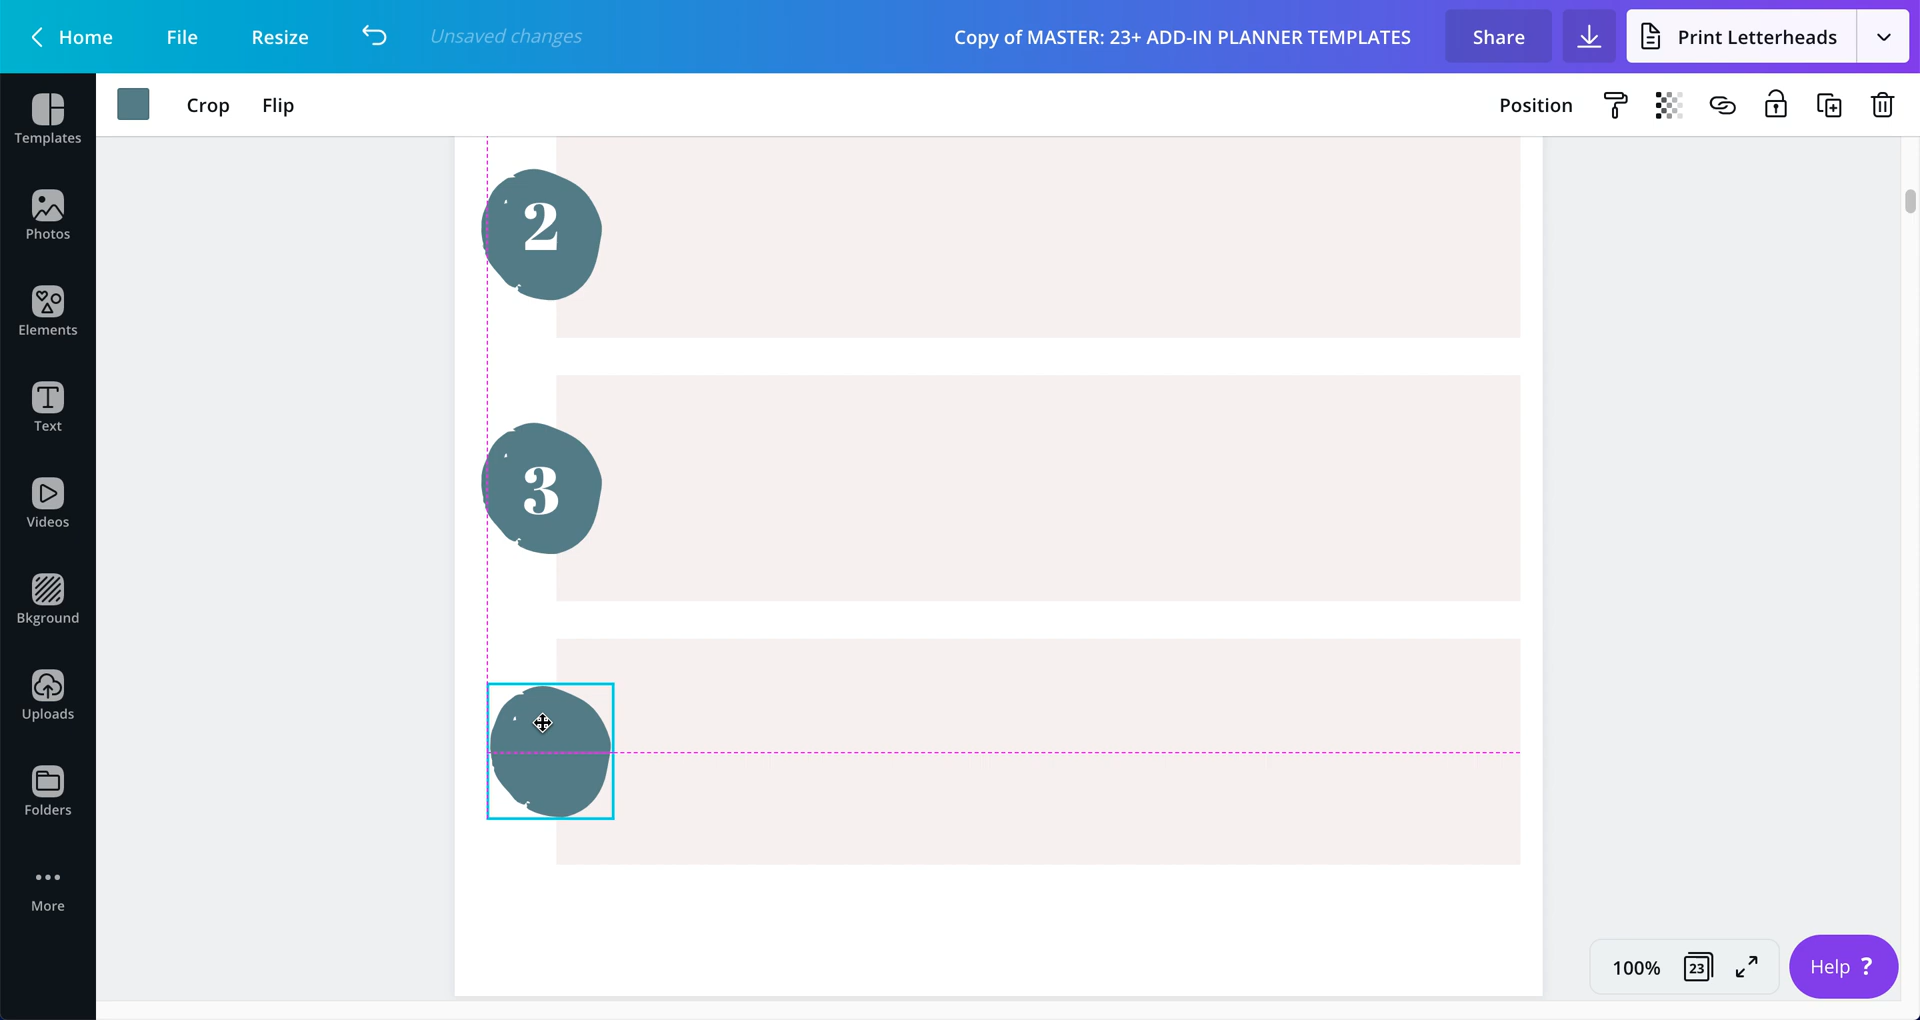 Home File Resize Unsaved changes Copy of MASTER: 23+ ADD-IN PLANNER TEMPLATES Share Print Letterheads
Crop Flip Position
Templates
Photos
Elements
Text
Videos
Bkground
Uploads
Folders
More
2
3
100% 23 Help ?